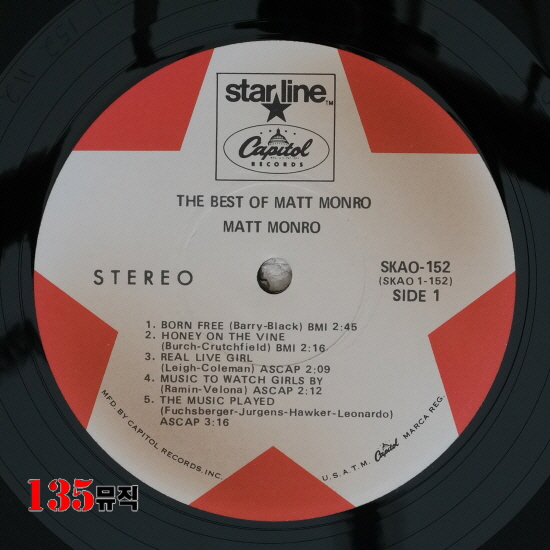 starline TM
Capitol
RECORDS
THE BEST OF MATT MONRO
MATT MONRO
STEREO
SKAO-152
(SKAO 1-152)
SIDE 1
1. BORN FREE (Barry-Black) BMI 2:45
2. HONEY ON THE VINE
(Burch-Crutchfield) BMI 2:16
3. REAL LIVE GIRL
(Leigh-Coleman) ASCAP 2:09
4. MUSIC TO WATCH GIRLS BY
(Ramin-Velona) ASCAP 2:12
5. THE MUSIC PLAYED
(Fuchsberger-Jurgens-Hawker-Leonardo)
ASCAP 3:16
MFD. BY CAPITOL RECORDS, INC.
U.S.A. T.M. Capitol MARCA REG.
135뮤직